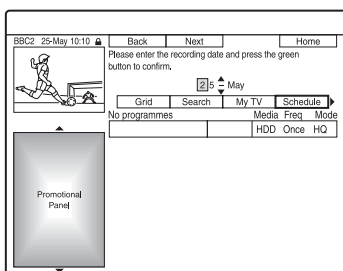 BBC2 25-May 10:10
Back Next Home
Please enter the recording date and press the green
button to confirm.
25 May
Grid Search My TV Schedule
No programmes Media Freq Mode
HDD Once HQ
Promotional
Panel